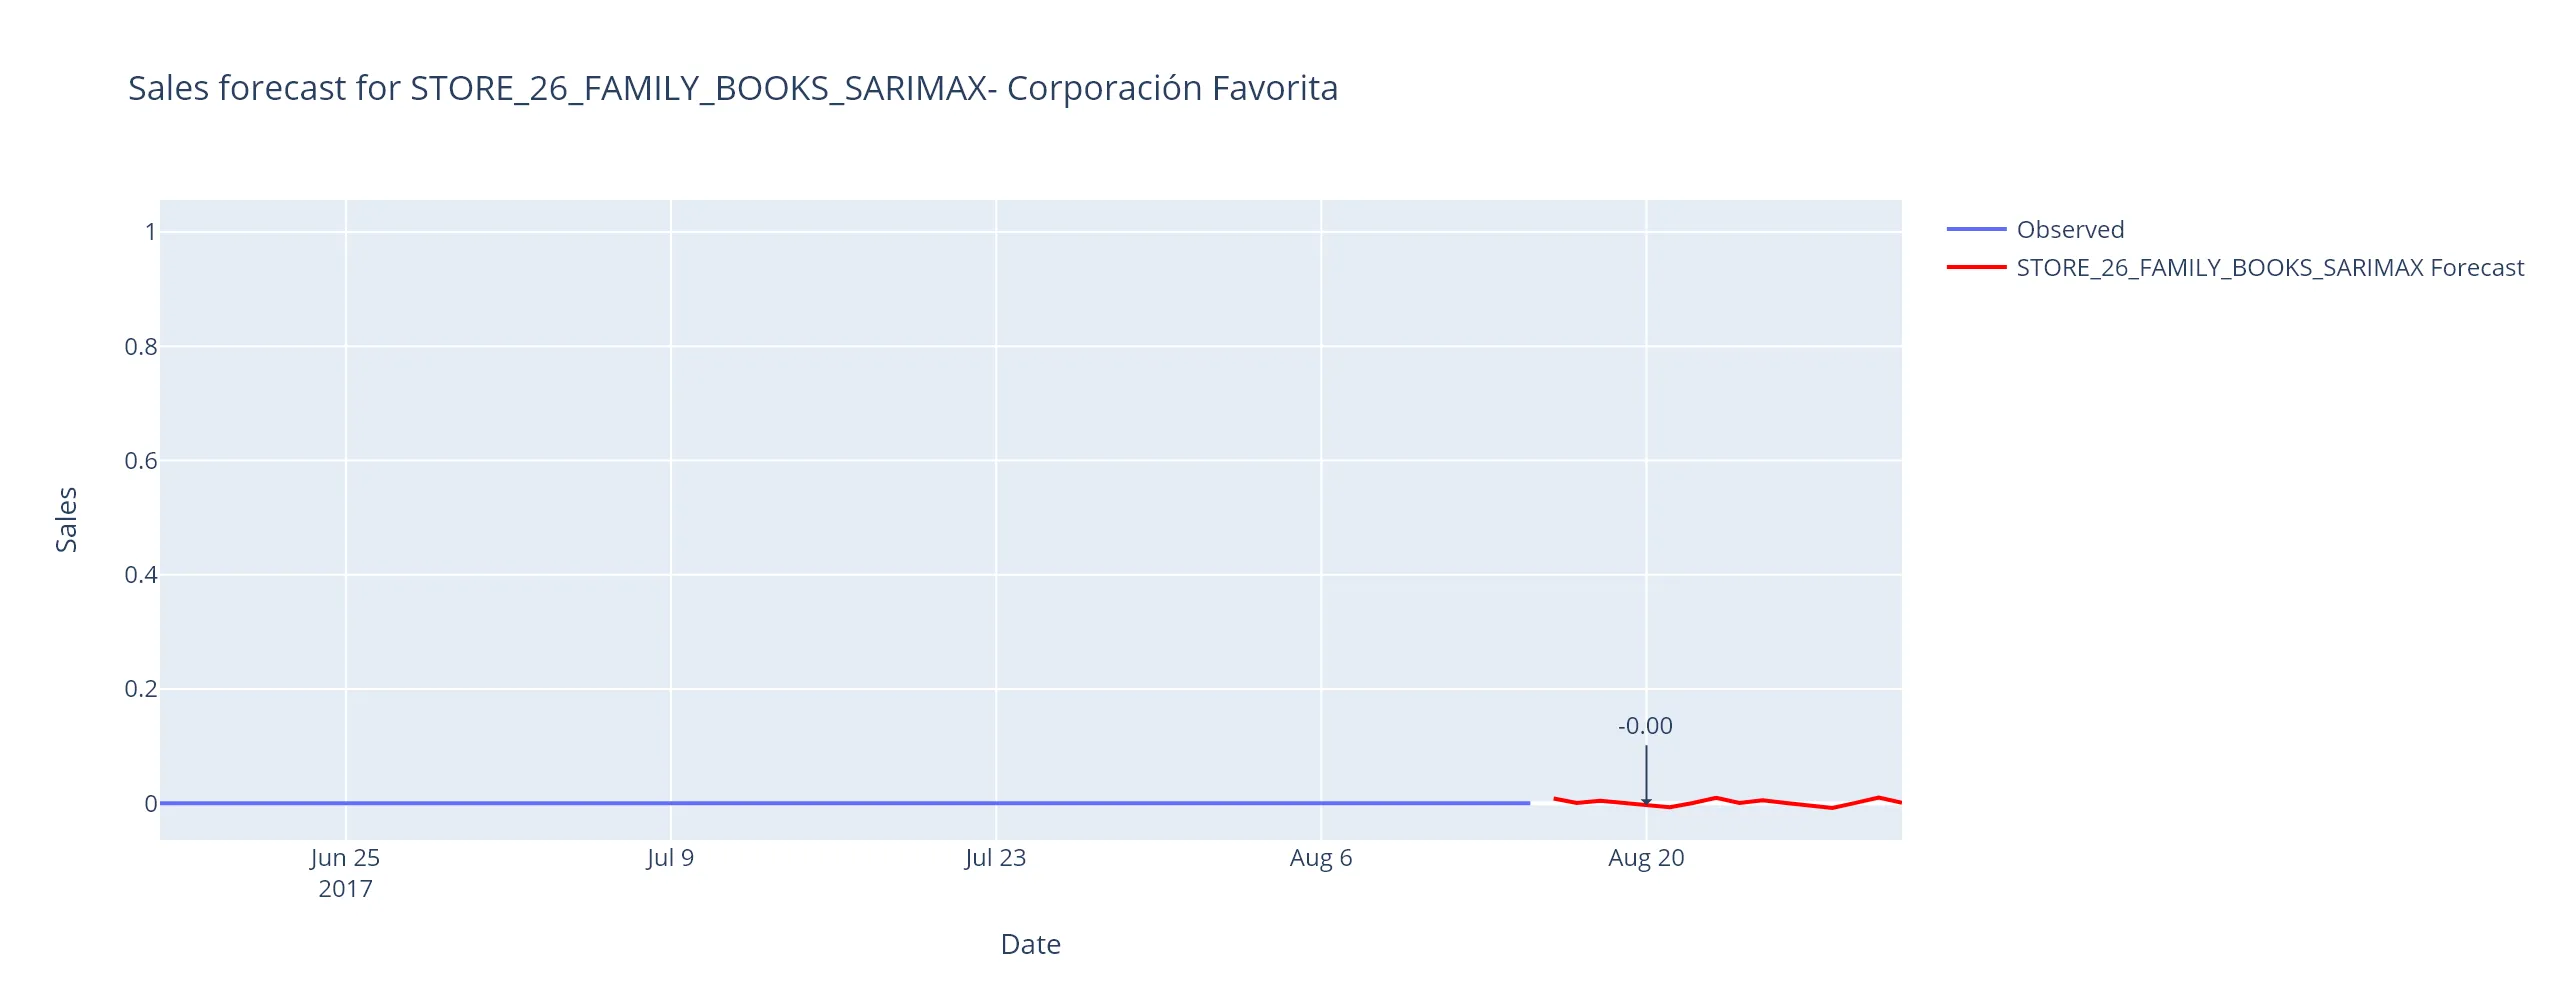 Sales forecast for STORE_26_FAMILY_BOOKS_SARIMAX- Corporación Favorita
Observed
STORE_26_FAMILY_BOOKS_SARIMAX Forecast
1
0.8
0.6
0.4
0.2
0
Sales
-0.00
Jun 25
2017
Jul 9
Jul 23
Aug 6
Aug 20
Date